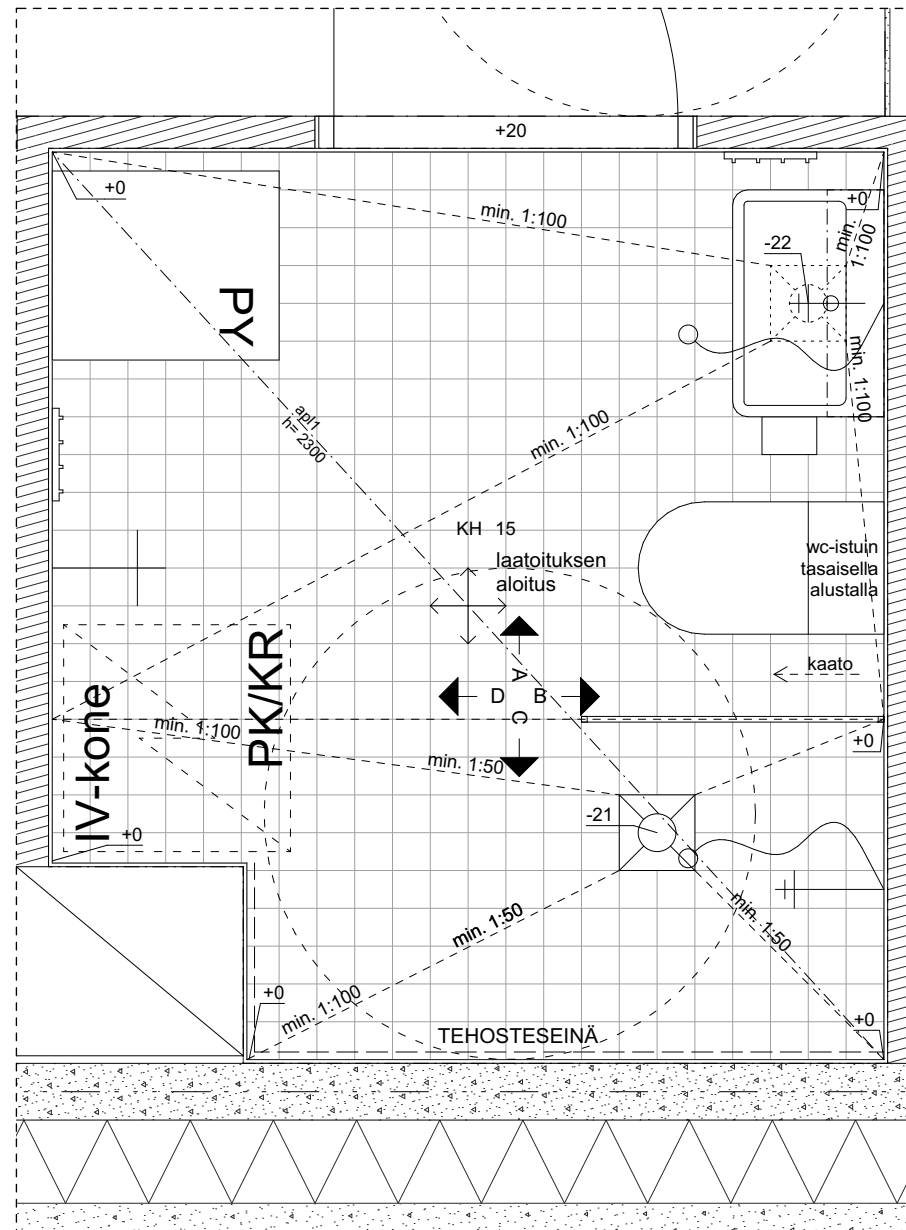 +20
+0
min. 1:100
+0
min.
1:100
-22
PY
min. 1:100
apl1
h= 2300
min. 1:100
KH 15
laatoituksen
aloitus
wc-istuin
tasaisella
alustalla
kaato
A
D
B
C
IV-kone
PK/KR
min. 1:100
min. 1:50
+0
-21
+0
min. 1:50
min. 1:50
+0
min. 1:100
+0
TEHOSTESEINÄ